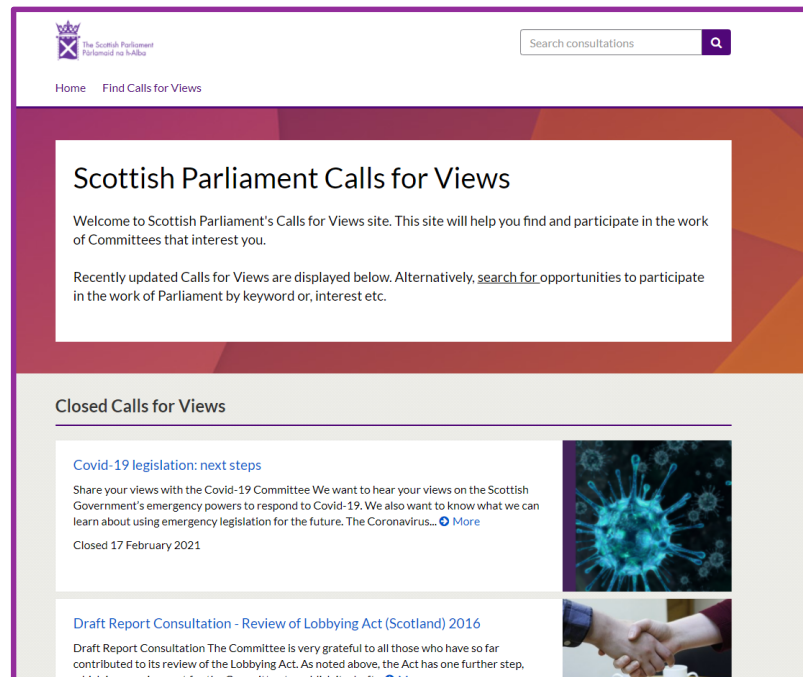 The Scottish Parliament
Pàrlamaid na h-Alba
Search consultations
Home Find Calls for Views
Scottish Parliament Calls for Views
Welcome to Scottish Parliament's Calls for Views site. This site will help you find and participate in the work
of Committees that interest you.
Recently updated Calls for Views are displayed below. Alternatively, search for opportunities to participate
in the work of Parliament by keyword or, interest etc.
Closed Calls for Views
Covid-19 legislation: next steps
Share your views with the Covid-19 Committee We want to hear your views on the Scottish
Government's emergency powers to respond to Covid-19. We also want to know what we can
learn about using emergency legislation for the future. The Coronavirus... More
Closed 17 February 2021
Draft Report Consultation - Review of Lobbying Act (Scotland) 2016
Draft Report Consultation The Committee is very grateful to all those who have so far
contributed to its review of the Lobbying Act. As noted above, the Act has one further step,